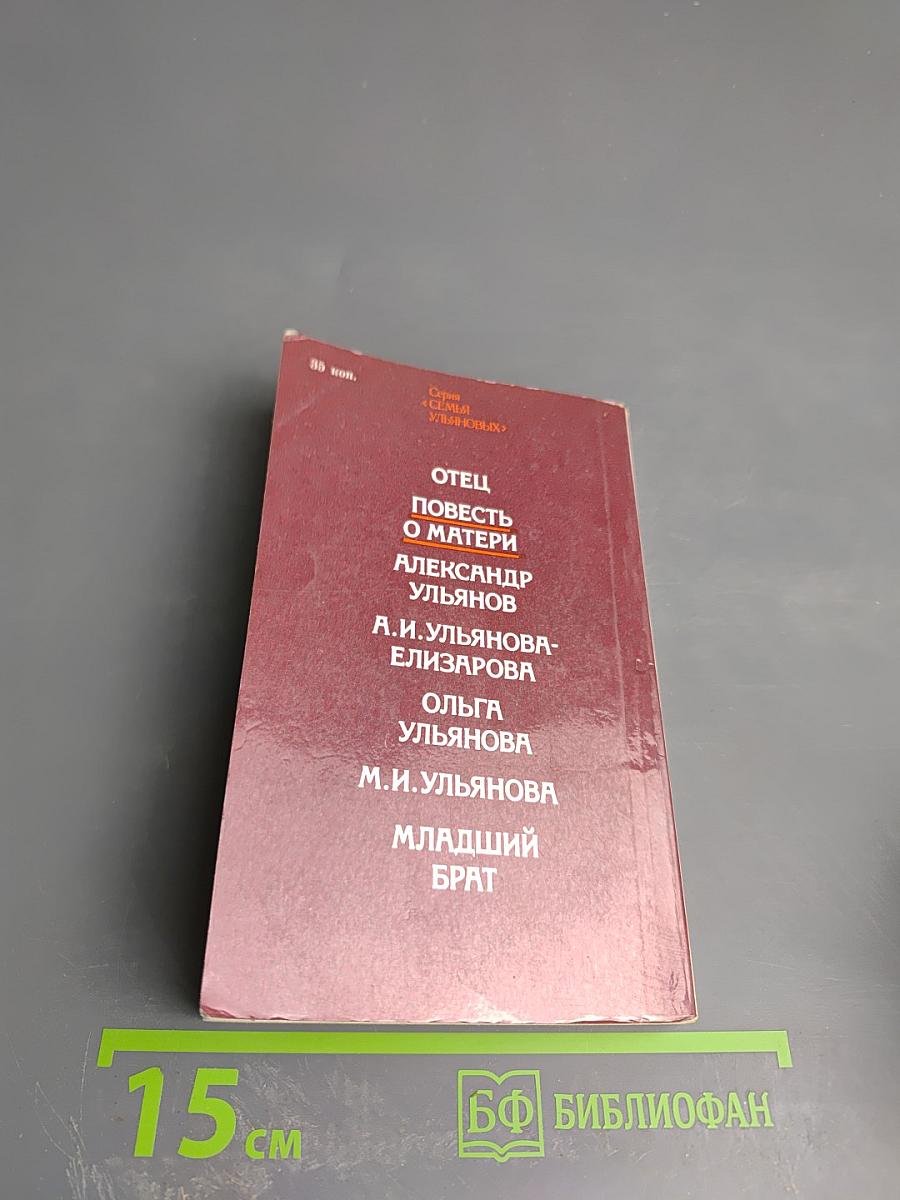 35 коп.
Серия
«СЕМЬЯ
УЛЬЯНОВЫХ»
ОТЕЦ
ПОВЕСТЬ
О МАТЕРИ
АЛЕКСАНДР
УЛЬЯНОВ
А.И.УЛЬЯНОВА-
ЕЛИЗАРОВА
ОЛЬГА
УЛЬЯНОВА
М.И.УЛЬЯНОВА
МЛАДШИЙ
БРАТ
15 см
БФ БИБЛИОФАН